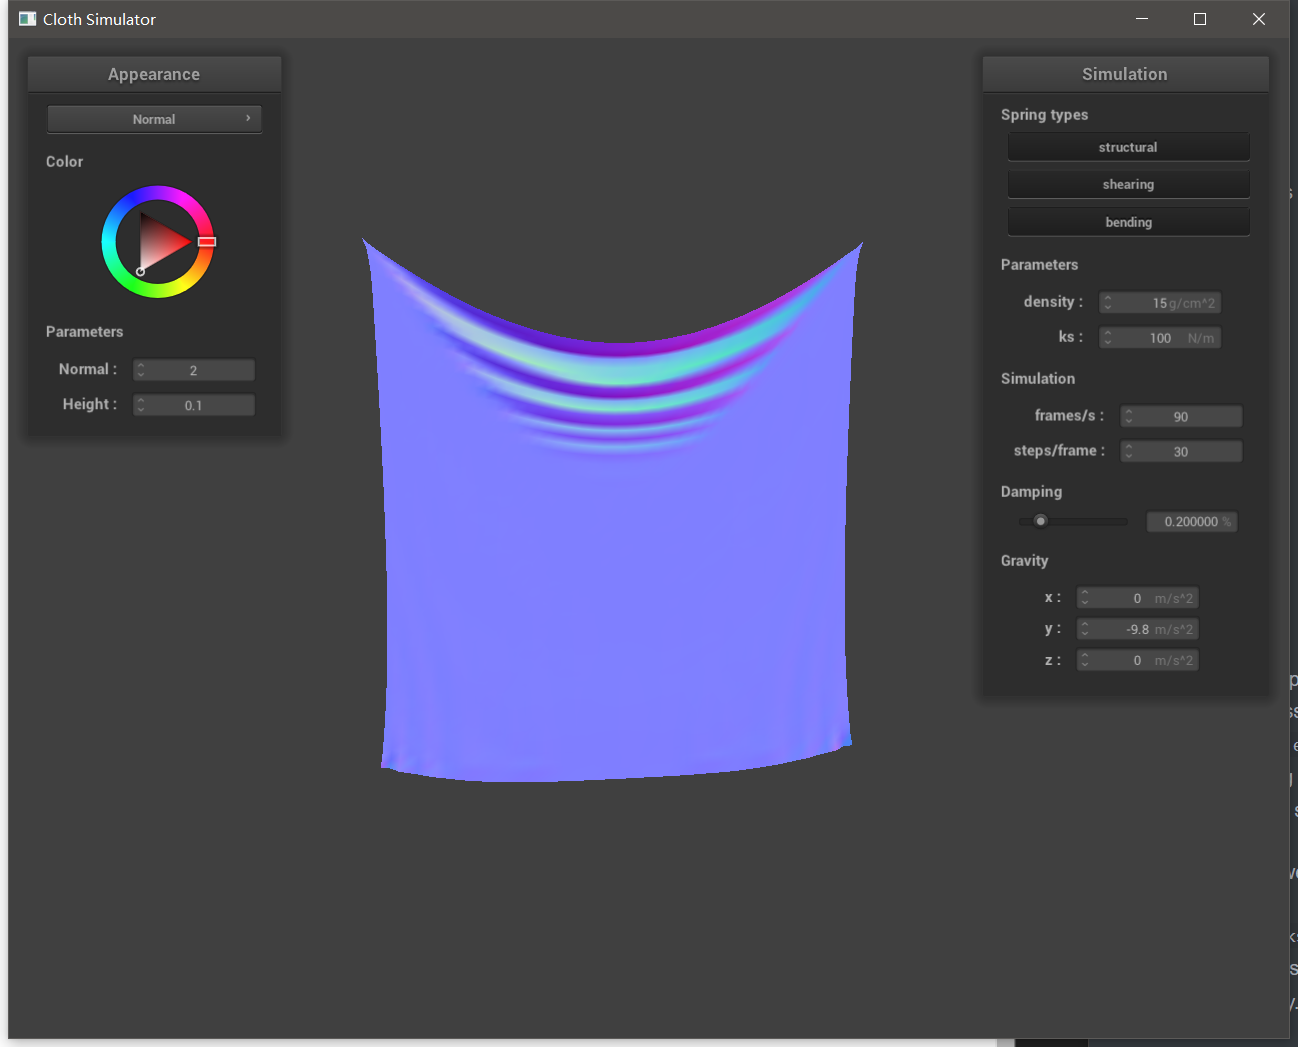 Cloth Simulator
Appearance
Normal
Color
Parameters
Normal : 2
Height : 0.1
Simulation
Spring types
structural
shearing
bending
Parameters
density : 15 g/cm^2
ks : 100 N/m
Simulation
frames/s : 90
steps/frame : 30
Damping
0.200000 %
Gravity
x : 0 m/s^2
y : -9.8 m/s^2
z : 0 m/s^2